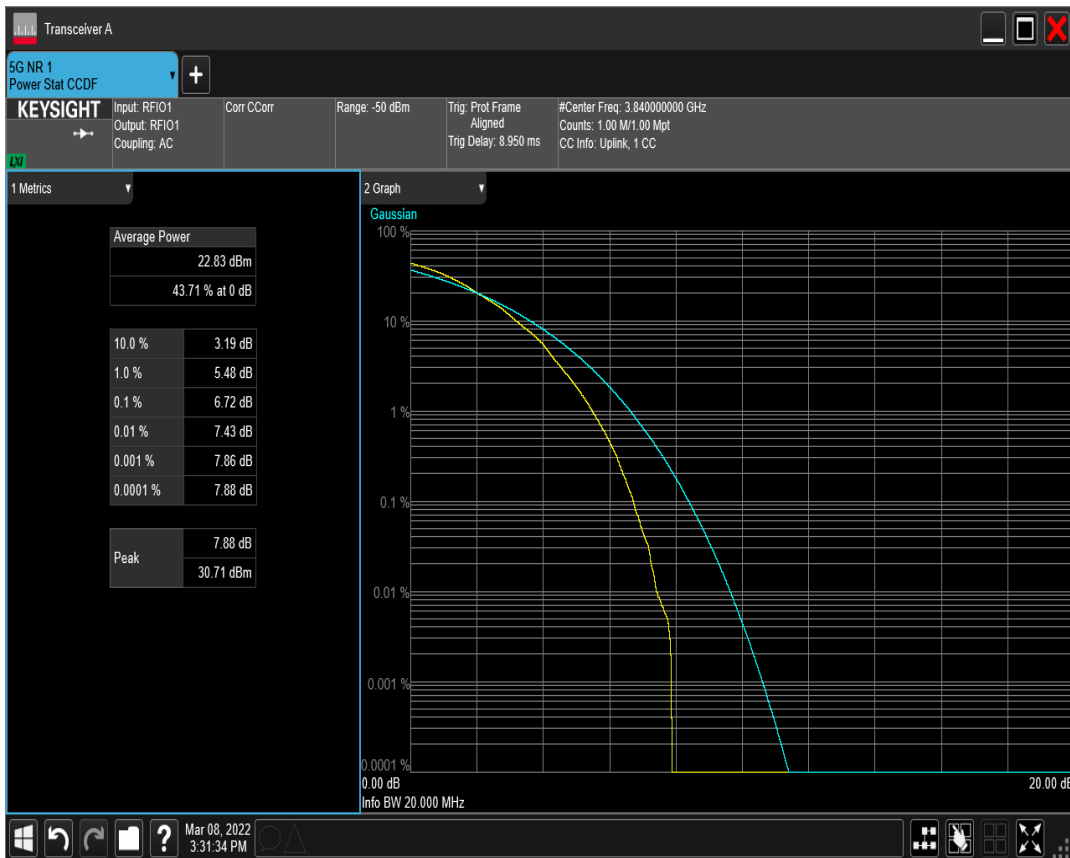 Transceiver A
5G NR 1
Power Stat CCDF
KEYSIGHT
LXI
Input: RFIO1
Output: RFIO1
Coupling: AC
Corr CCorr
Range: -50 dBm
Trig: Prot Frame
Aligned
Trig Delay: 8.950 ms
#Center Freq: 3.840000000 GHz
Counts: 1.00 M/1.00 Mpt
CC Info: Uplink, 1 CC
1 Metrics
Average Power
22.83 dBm
43.71 % at 0 dB
10.0 % 3.19 dB
1.0 % 5.48 dB
0.1 % 6.72 dB
0.01 % 7.43 dB
0.001 % 7.86 dB
0.0001 % 7.88 dB
Peak
7.88 dB
30.71 dBm
2 Graph
Gaussian
100 %
10 %
1 %
0.1 %
0.01 %
0.001 %
0.0001 %
0.00 dB 20.00 dB
Info BW 20.000 MHz
?
Mar 08, 2022
3:31:34 PM